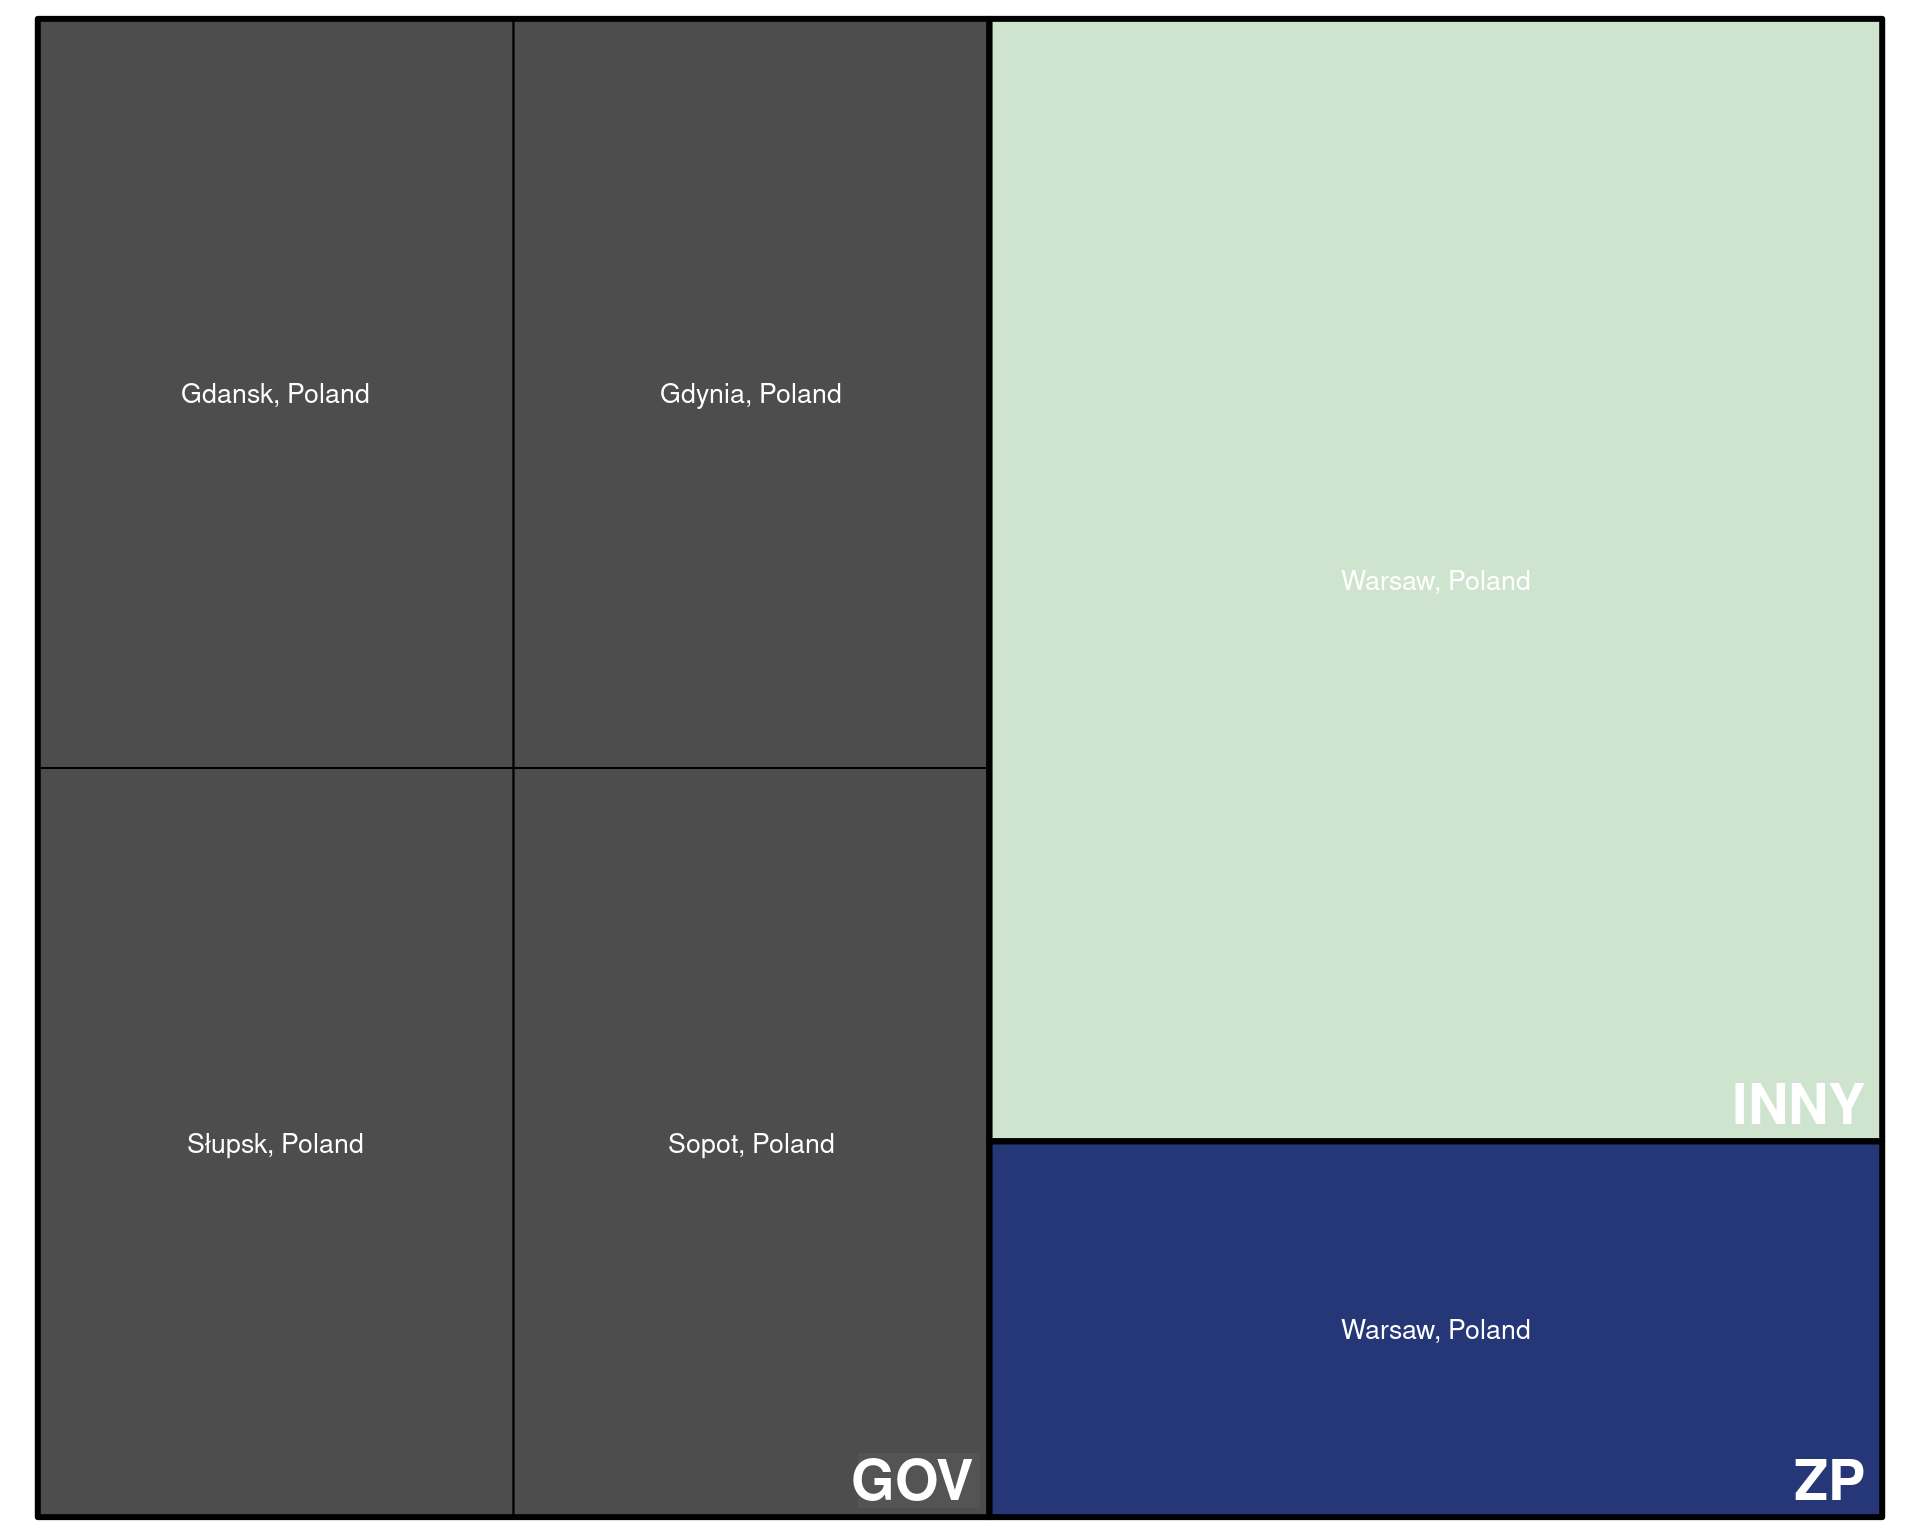 Gdansk, Poland
Gdynia, Poland
Warsaw, Poland
INNY
Słupsk, Poland
Sopot, Poland
Warsaw, Poland
GOV
ZP